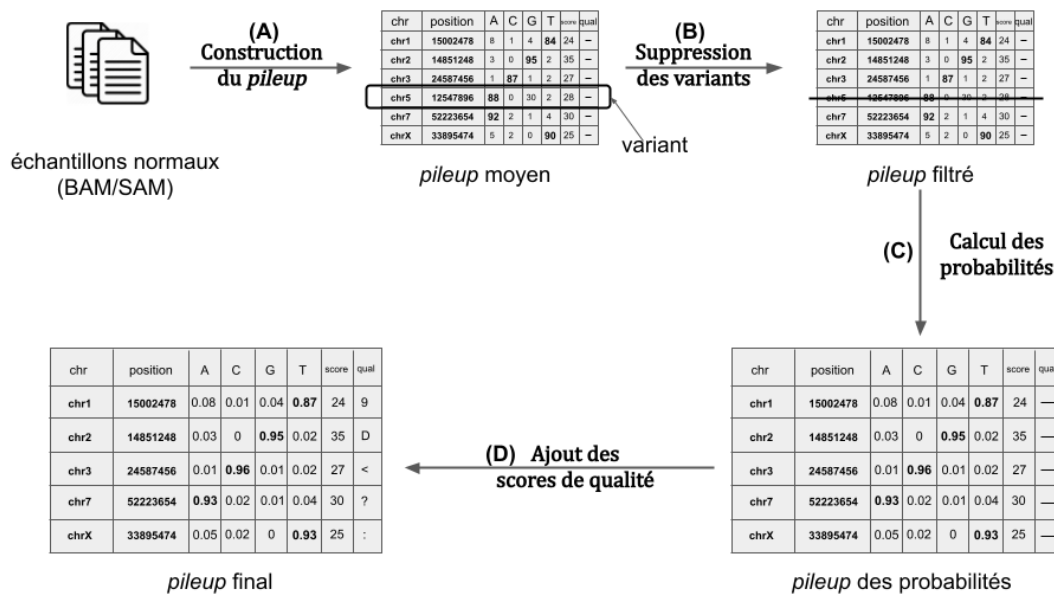 (A)
Construction
du pileup
(B)
Suppression
des variants
chr position A C G T score qual
chr1 15002478 8 1 4 84 24 –
chr2 14851248 3 0 95 2 35 –
chr3 24587456 1 87 1 2 27 –
chr5 12547896 88 0 30 2 28 –
chr7 52223654 92 2 1 4 30 –
chrX 33895474 5 2 0 90 25 –
chr position A C G T score qual
chr1 15002478 8 1 4 84 24 –
chr2 14851248 3 0 95 2 35 –
chr3 24587456 1 87 1 2 27 –
chr5 12547896 88 0 30 2 28 –
chr7 52223654 92 2 1 4 30 –
chrX 33895474 5 2 0 90 25 –
échantillons normaux
(BAM/SAM)
variant
pileup moyen
pileup filtré
(C)
Calcul des
probabilités
chr position A C G T score qual
chr1 15002478 0.08 0.01 0.04 0.87 24 9
chr2 14851248 0.03 0 0.95 0.02 35 D
chr3 24587456 0.01 0.96 0.01 0.02 27 <
chr7 52223654 0.93 0.02 0.01 0.04 30 ?
chrX 33895474 0.05 0.02 0 0.93 25 :
(D) Ajout des
scores de qualité
chr position A C G T score qual
chr1 15002478 0.08 0.01 0.04 0.87 24 —
chr2 14851248 0.03 0 0.95 0.02 35 —
chr3 24587456 0.01 0.96 0.01 0.02 27 —
chr7 52223654 0.93 0.02 0.01 0.04 30 —
chrX 33895474 0.05 0.02 0 0.93 25 —
pileup final
pileup des probabilités